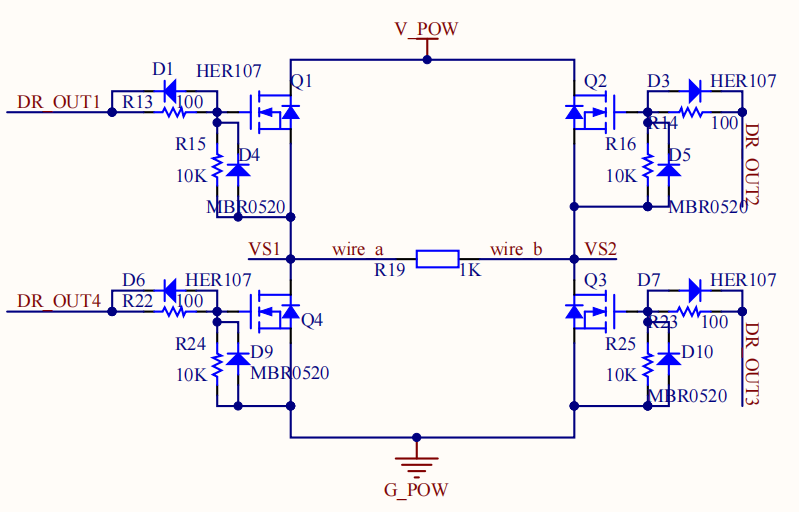 V_POW
D1 HER107 Q1 Q2 D3 HER107
DR_OUT1 R13 100 R14 100
R15 D4 R16 D5 DR_OUT2
10K 10K
MBR0520 MBR0520
VS1 wire_a wire_b VS2
R19 1K
D6 HER107 Q3 D7 HER107
DR_OUT4 R22 100 Q4 R23 100
R24 D9 R25 D10 DR_OUT3
10K MBR0520 10K
MBR0520
G_POW